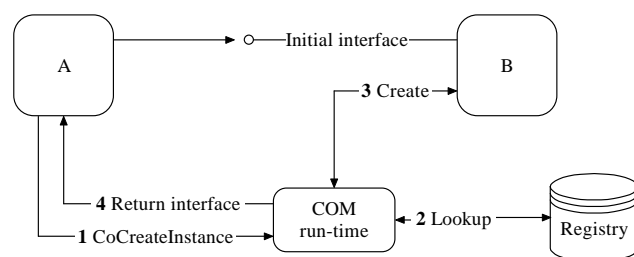 A
Initial interface
B
3 Create
4 Return interface
COM
run-time
2 Lookup
Registry
1 CoCreateInstance